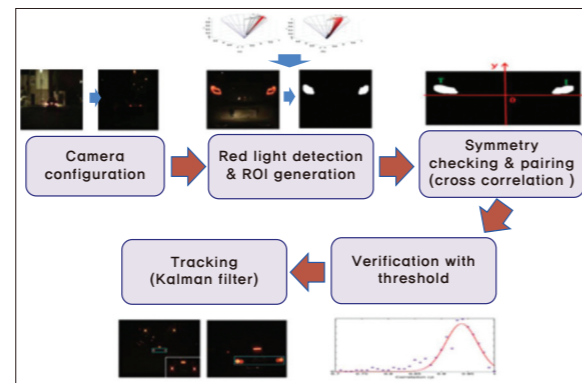 Camera
configuration
Red light detection
& ROI generation
Symmetry
checking & pairing
(cross correlation )
Tracking
(Kalman filter)
Verification with
threshold